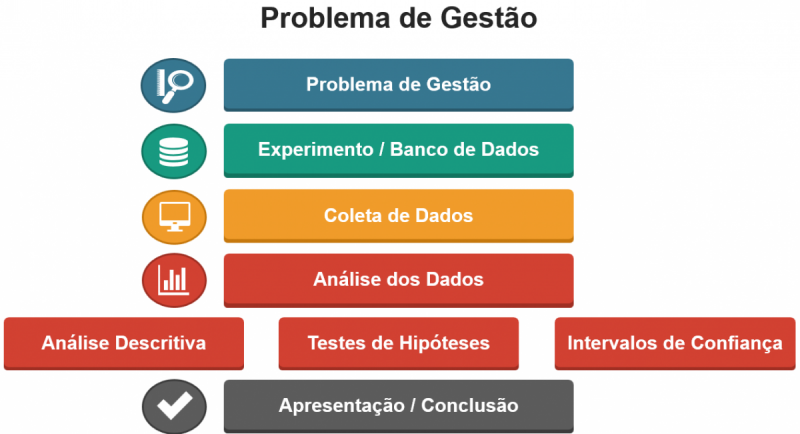 Problema de Gestão
Problema de Gestão
Experimento / Banco de Dados
Coleta de Dados
Análise dos Dados
Análise Descritiva
Testes de Hipóteses
Intervalos de Confiança
Apresentação / Conclusão